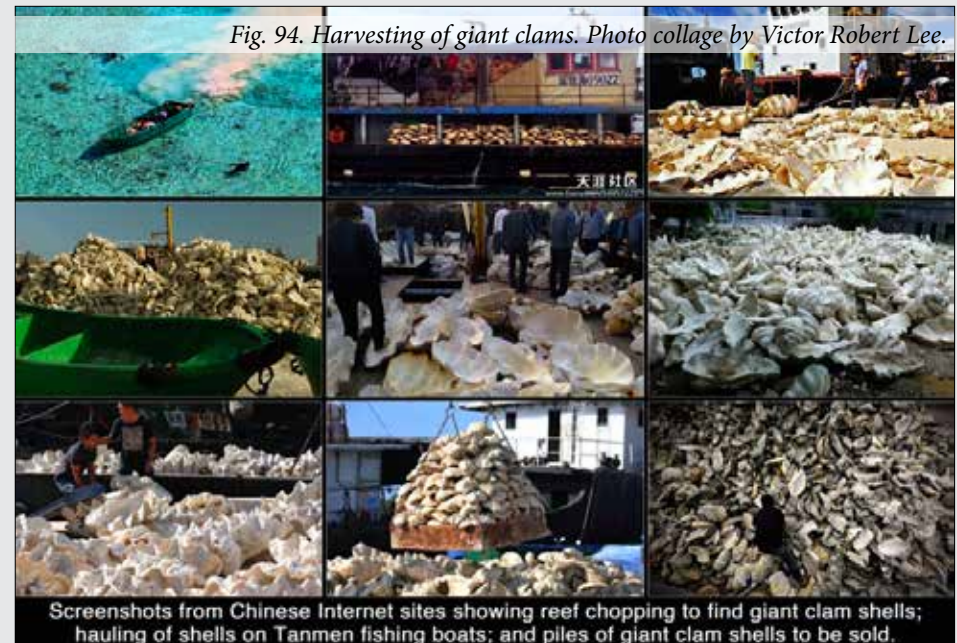 Fig. 94. Harvesting of giant clams. Photo collage by Victor Robert Lee.
天涯社区
Screenshots from Chinese Internet sites showing reef chopping to find giant clam shells;
hauling of shells on Tanmen fishing boats; and piles of giant clam shells to be sold.